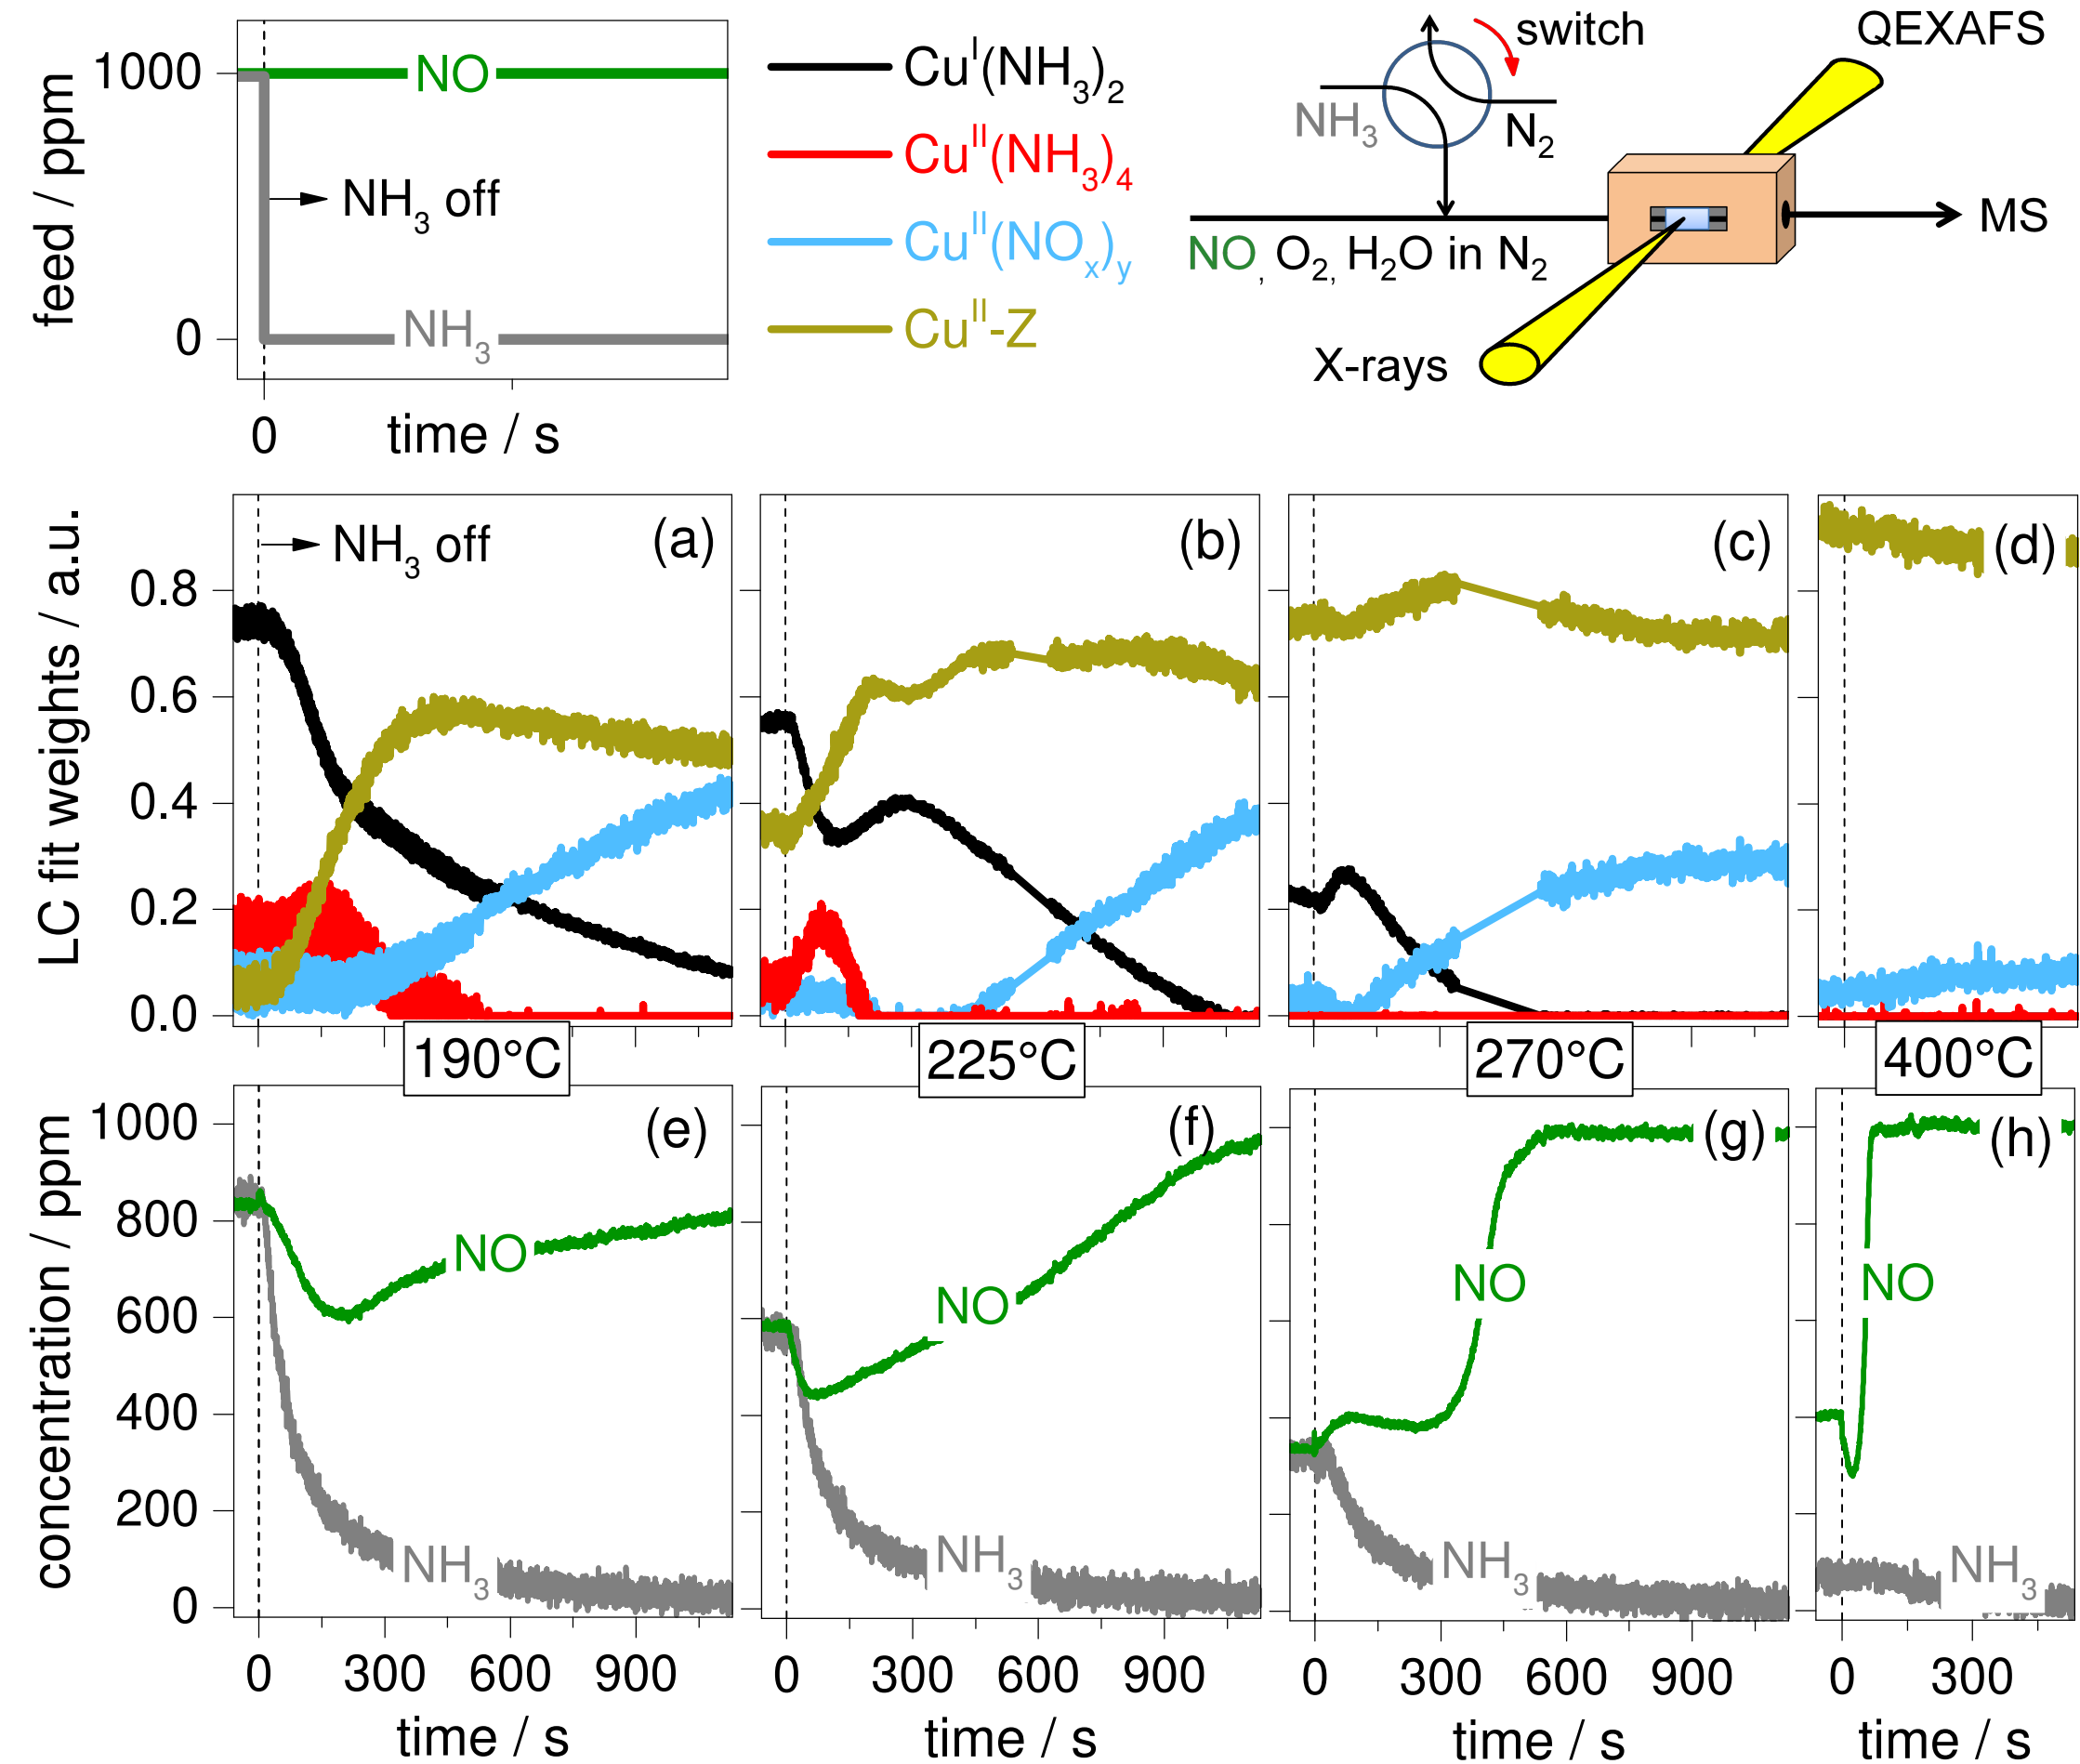 feed / ppm
1000
0
NO
NH3 off
NH3
0
time / s
CuI(NH3)2
CuII(NH3)4
CuII(NOx)y
CuII-Z
switch
QEXAFS
NH3
N2
NO, O2, H2O in N2
MS
X-rays
LC fit weights / a.u.
0.8
0.6
0.4
0.2
0.0
NH3 off
(a)
(b)
(c)
(d)
190°C
225°C
270°C
400°C
concentration / ppm
1000
800
600
400
200
0
(e)
(f)
(g)
(h)
NO
NO
NO
NO
NH3
NH3
NH3
NH3
0 300 600 900
0 300 600 900
0 300 600 900
0 300
time / s
time / s
time / s
time / s